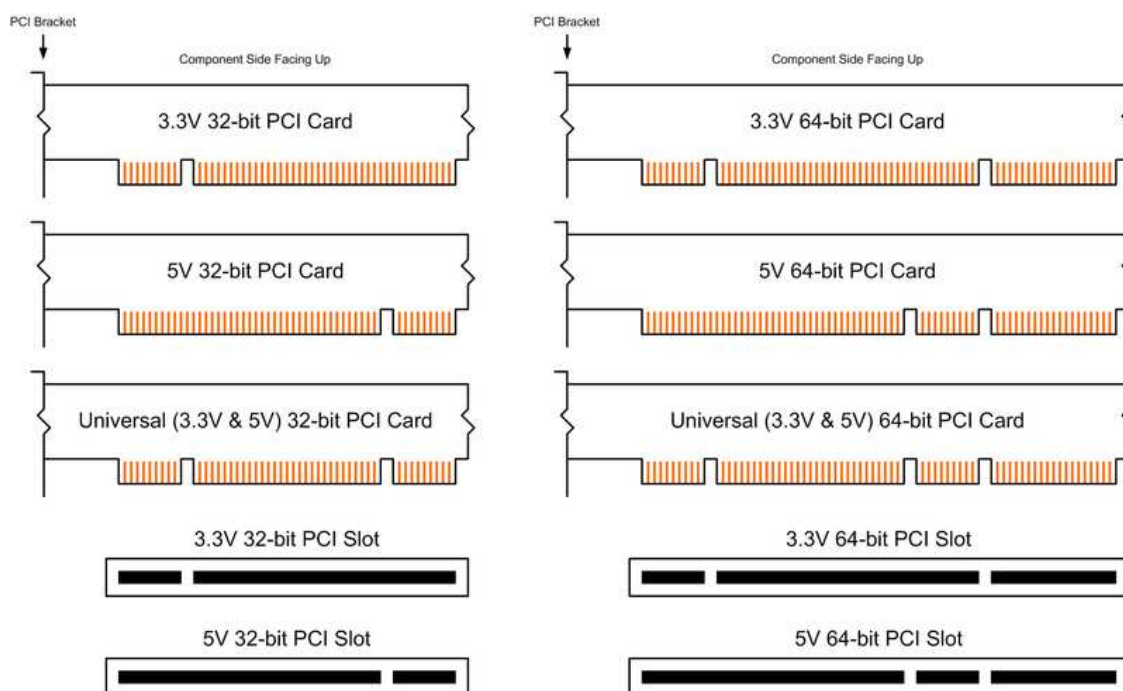 PCI Bracket
PCI Bracket
Component Side Facing Up
Component Side Facing Up
3.3V 32-bit PCI Card
3.3V 64-bit PCI Card
5V 32-bit PCI Card
5V 64-bit PCI Card
Universal (3.3V & 5V) 32-bit PCI Card
Universal (3.3V & 5V) 64-bit PCI Card
3.3V 32-bit PCI Slot
3.3V 64-bit PCI Slot
5V 32-bit PCI Slot
5V 64-bit PCI Slot